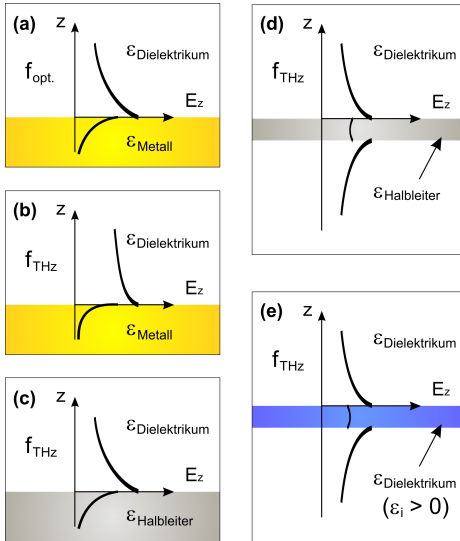 (a)
z
f opt.
ε Dielektrikum
E z
ε Metall
(b)
z
f THz
ε Dielektrikum
E z
ε Metall
(c)
z
f THz
ε Dielektrikum
E z
ε Halbleiter
(d)
z
f THz
ε Dielektrikum
E z
ε Halbleiter
(e)
z
f THz
ε Dielektrikum
E z
ε Dielektrikum
(ε i > 0)